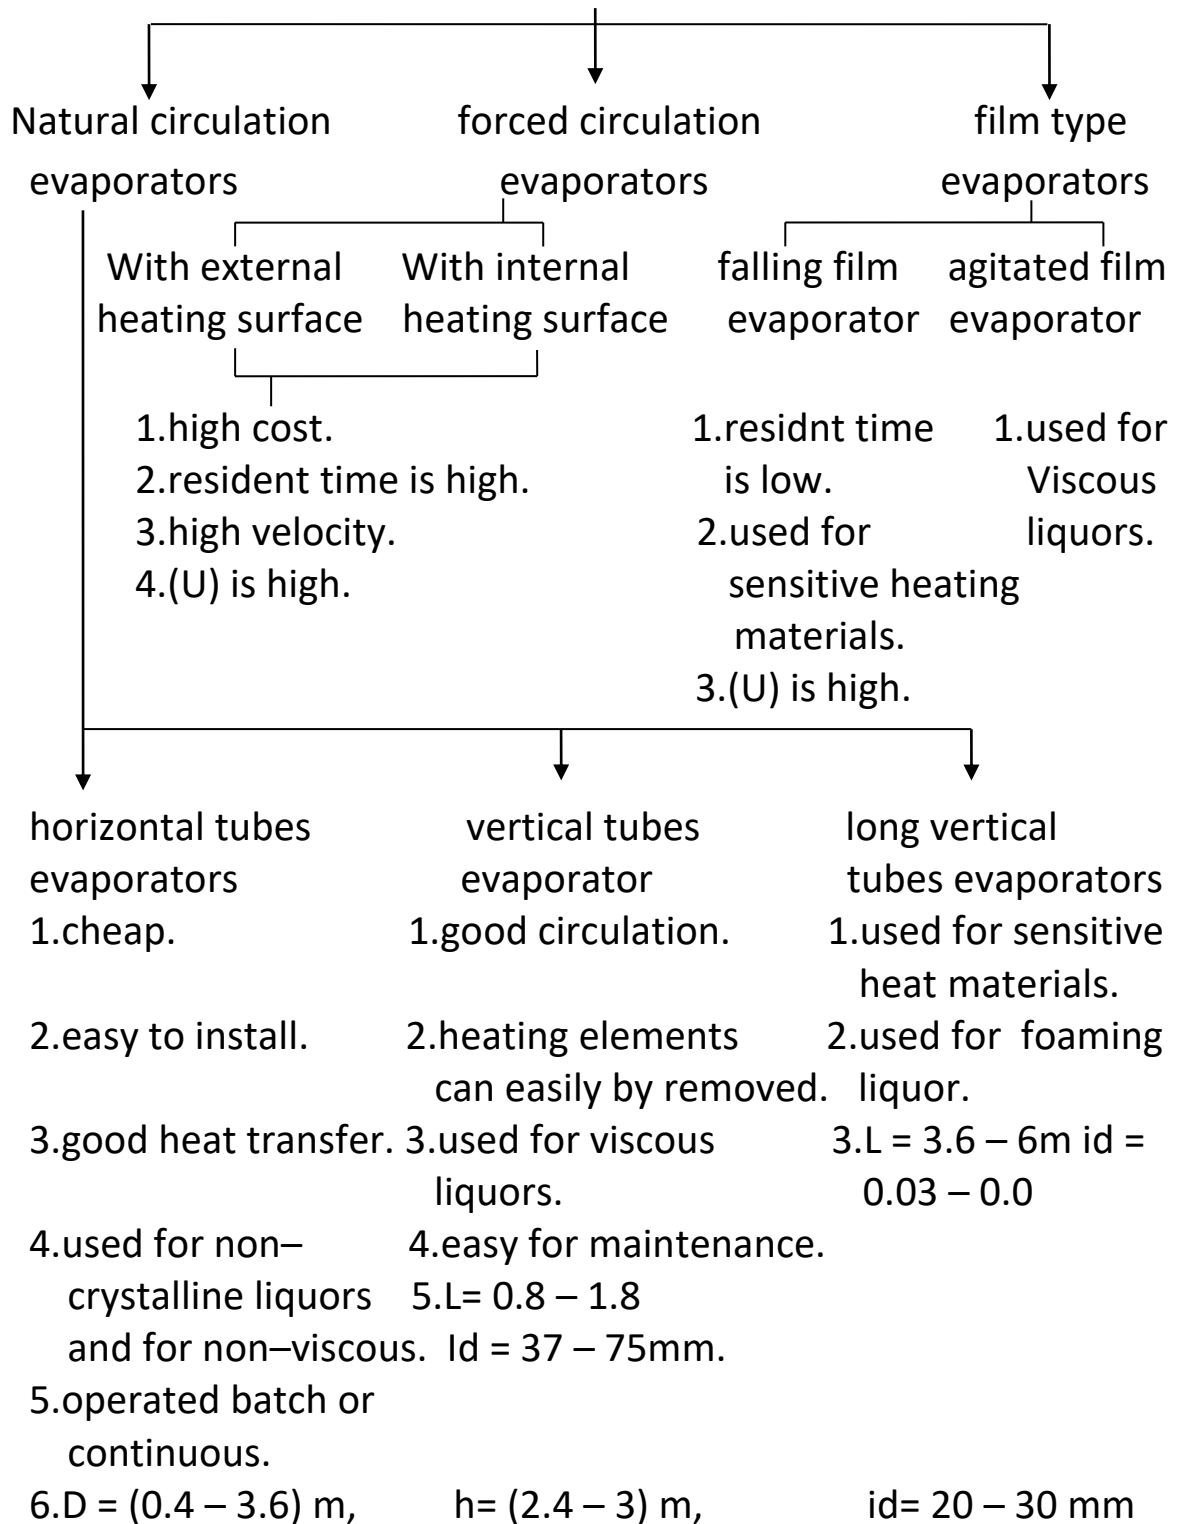 Natural circulation forced circulation film type
evaporators evaporators evaporators
With external With internal falling film agitated film
heating surface heating surface evaporator evaporator
1.high cost. 1.residnt time 1.used for
2.resident time is high. is low. Viscous
3.high velocity. 2.used for liquors.
4.(U) is high. sensitive heating
materials.
3.(U) is high.
horizontal tubes vertical tubes long vertical
evaporators evaporator tubes evaporators
1.cheap. 1.good circulation. 1.used for sensitive
heat materials.
2.easy to install. 2.heating elements 2.used for foaming
can easily by removed. liquor.
3.good heat transfer. 3.used for viscous 3.L = 3.6 – 6m id =
liquors. 0.03 – 0.0
4.used for non– 4.easy for maintenance.
crystalline liquors 5.L= 0.8 – 1.8
and for non–viscous. Id = 37 – 75mm.
5.operated batch or
continuous.
6.D = (0.4 – 3.6) m, h= (2.4 – 3) m, id= 20 – 30 mm